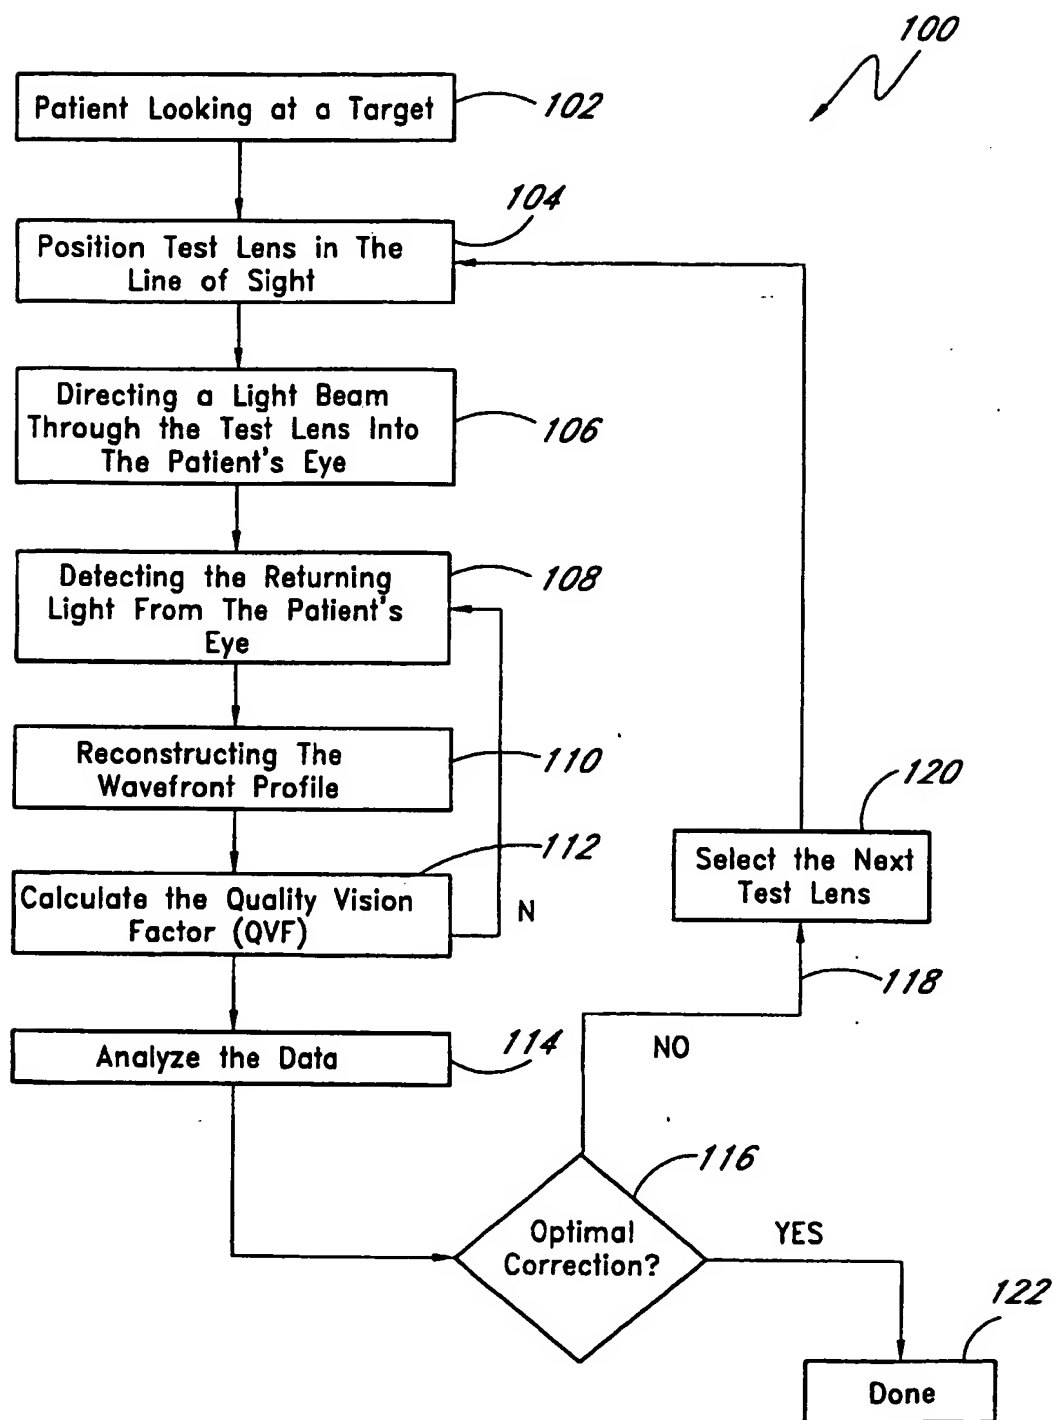 100
Patient Looking at a Target
102
104
Position Test Lens in The
Line of Sight
Directing a Light Beam
Through the Test Lens Into
The Patient's Eye
106
Detecting the Returning
Light From The Patient's
Eye
108
Reconstructing The
Wavefront Profile
110
120
Select the Next
Test Lens
112
Calculate the Quality Vision
Factor (QVF)
N
118
Analyze the Data
114
NO
116
Optimal
Correction?
YES
122
Done